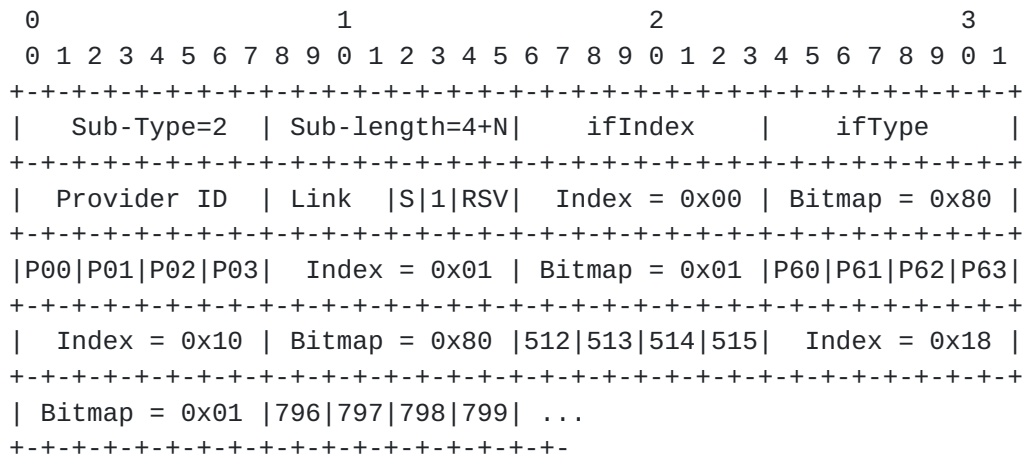 0                   1                   2                   3
 0 1 2 3 4 5 6 7 8 9 0 1 2 3 4 5 6 7 8 9 0 1 2 3 4 5 6 7 8 9 0 1
+-+-+-+-+-+-+-+-+-+-+-+-+-+-+-+-+-+-+-+-+-+-+-+-+-+-+-+-+-+-+-+-+
|   Sub-Type=2  | Sub-length=4+N|    ifIndex    |    ifType     |
+-+-+-+-+-+-+-+-+-+-+-+-+-+-+-+-+-+-+-+-+-+-+-+-+-+-+-+-+-+-+-+-+
|  Provider ID  | Link  |S|1|RSV|  Index = 0x00 | Bitmap = 0x80 |
+-+-+-+-+-+-+-+-+-+-+-+-+-+-+-+-+-+-+-+-+-+-+-+-+-+-+-+-+-+-+-+-+
|P00|P01|P02|P03|  Index = 0x01 | Bitmap = 0x01 |P60|P61|P62|P63|
+-+-+-+-+-+-+-+-+-+-+-+-+-+-+-+-+-+-+-+-+-+-+-+-+-+-+-+-+-+-+-+-+
|  Index = 0x10 | Bitmap = 0x80 |512|513|514|515|  Index = 0x18 |
+-+-+-+-+-+-+-+-+-+-+-+-+-+-+-+-+-+-+-+-+-+-+-+-+-+-+-+-+-+-+-+-+
| Bitmap = 0x01 |796|797|798|799| ...
+-+-+-+-+-+-+-+-+-+-+-+-+-+-+-+-+-+-